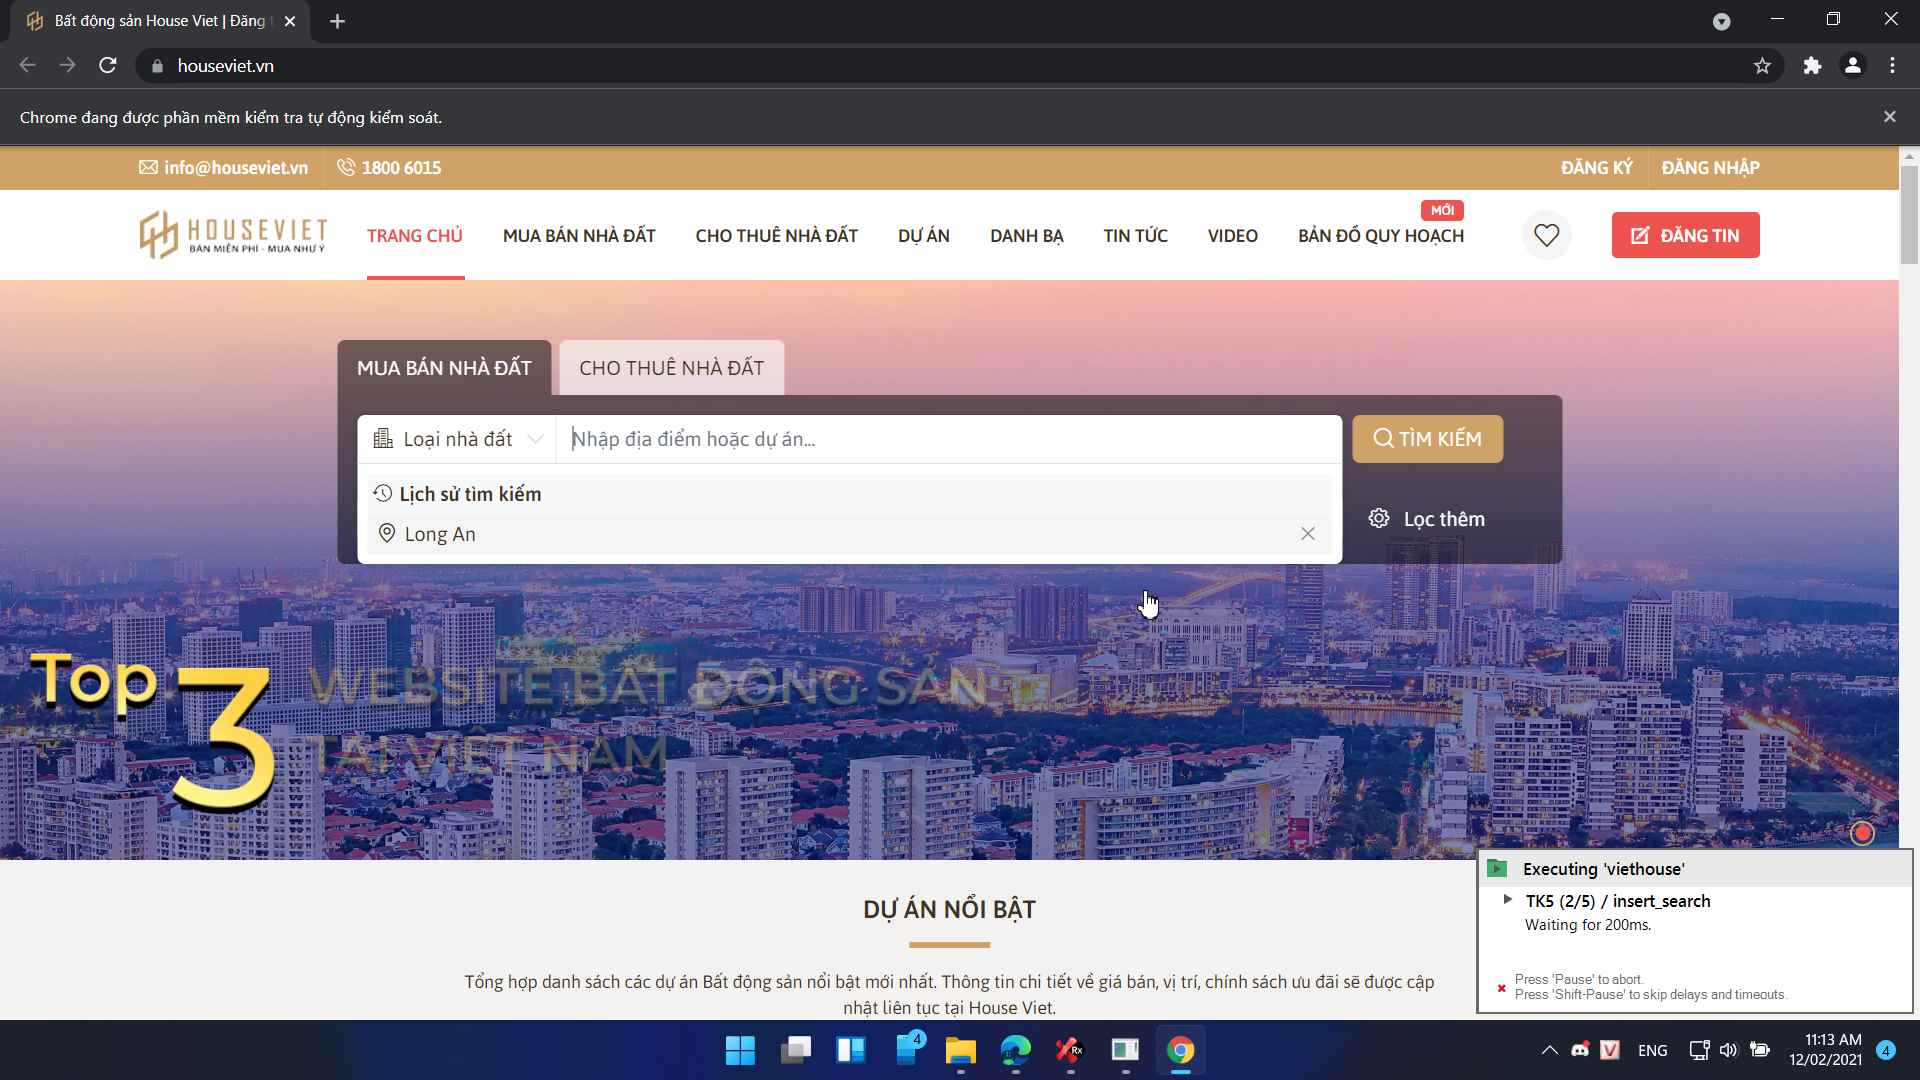 Bất động sản House Viet | Đăng t
houseviet.vn
Chrome đang được phần mềm kiểm tra tự động kiểm soát.
info@houseviet.vn
1800 6015
ĐĂNG KÝ
ĐĂNG NHẬP
HOUSEVIET
BÁN MIỄN PHÍ - MUA NHƯ Ý
TRANG CHỦ
MUA BÁN NHÀ ĐẤT
CHO THUÊ NHÀ ĐẤT
DỰ ÁN
DANH BẠ
TIN TỨC
VIDEO
MỚI
BẢN ĐỒ QUY HOẠCH
ĐĂNG TIN
MUA BÁN NHÀ ĐẤT
CHO THUÊ NHÀ ĐẤT
Loại nhà đất
Nhập địa điểm hoặc dự án...
TÌM KIẾM
Lịch sử tìm kiếm
Long An
Lọc thêm
Top 3
WEBSITE BẤT ĐỘNG SẢN
TẠI VIỆT NAM
DỰ ÁN NỔI BẬT
Tổng hợp danh sách các dự án Bất động sản nổi bật mới nhất. Thông tin chi tiết về giá bán, vị trí, chính sách ưu đãi sẽ được cập
nhật liên tục tại House Viet.
Executing 'viethouse'
TK5 (2/5) / insert_search
Waiting for 200ms.
Press 'Pause' to abort.
Press 'Shift-Pause' to skip delays and timeouts.
4
Rx
V
ENG
11:13 AM
12/02/2021
4